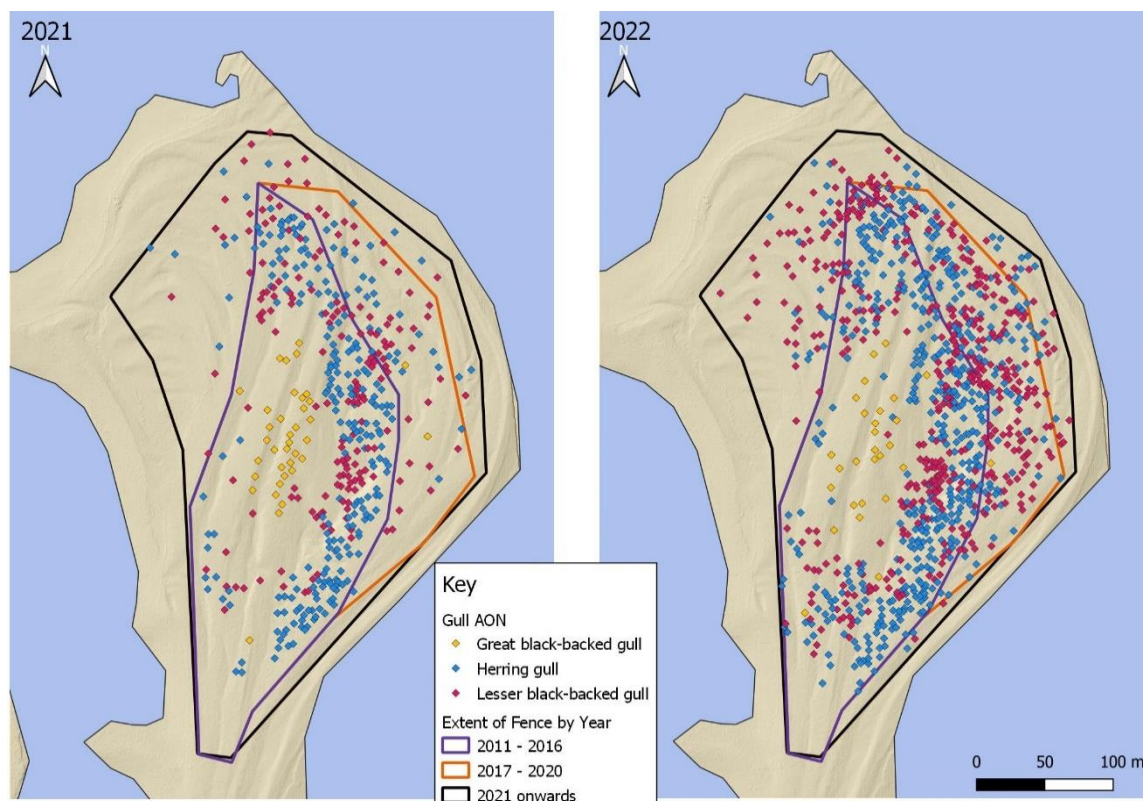 2021
N
2022
N
Key
Gull AON
Great black-backed gull
Herring gull
Lesser black-backed gull
Extent of Fence by Year
2011 - 2016
2017 - 2020
2021 onwards
0 50 100 m